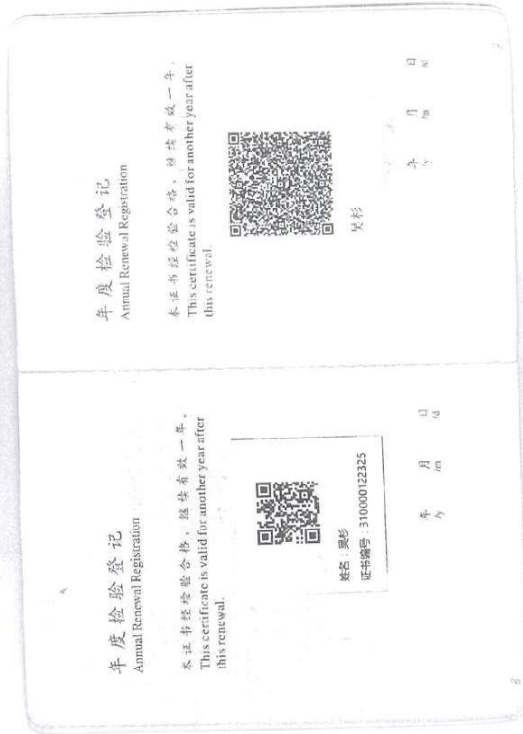 年度检验登记
Annual Renewal Registration
本证书经检验合格，继续有效一年。
This certificate is valid for another year after
this renewal.
姓名：吴杉
证书编号：310000122325
年 月 日
/y /m /d
年度检验登记
Annual Renewal Registration
本证书经检验合格，继续有效一年。
This certificate is valid for another year after
this renewal.
吴杉
年 月 日
/y /m /d